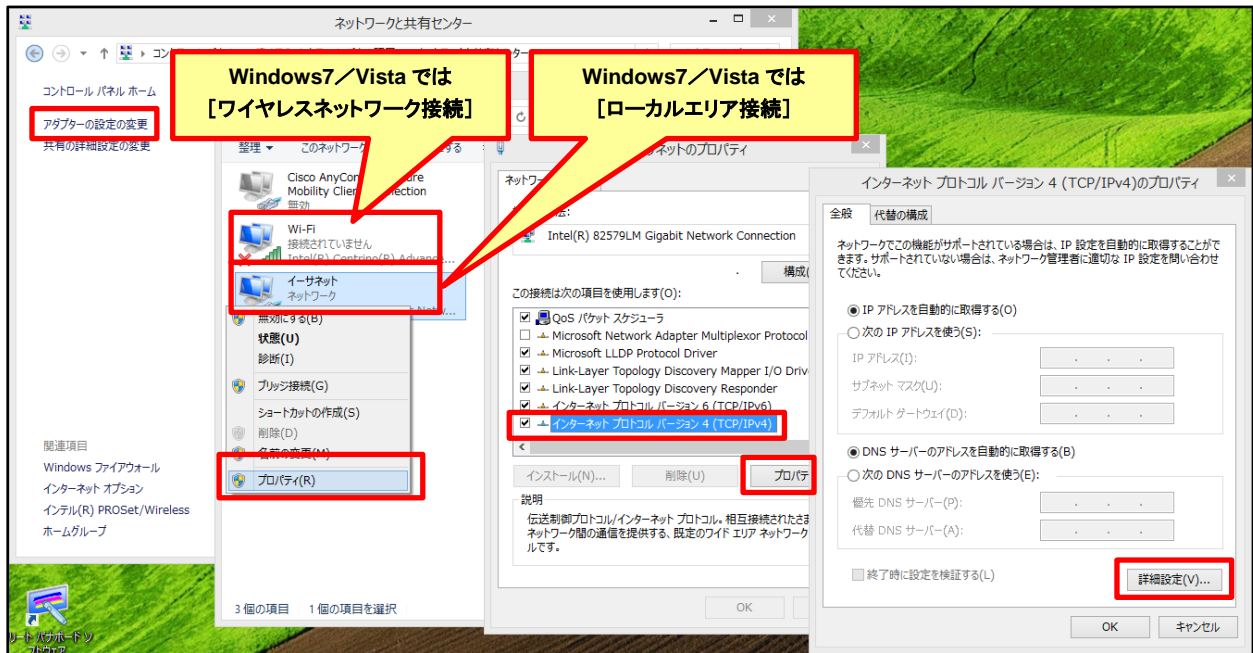 ネットワークと共有センター
Windows7／Vista では
［ワイヤレスネットワーク接続］
Windows7／Vista では
［ローカルエリア接続］
コントロール パネル ホーム
アダプターの設定の変更
共有の詳細設定の変更
関連項目
Windows ファイアウォール
インターネット オプション
インテル(R) PROSet/Wireless
ホームグループ
整理
このネットワーク
Cisco AnyCon
Mobility Clien
無効
Wi-Fi
接続されていません
Intel(R) Centrino(R) Advance...
イーサネット
ネットワーク
無効にする(B)
状態(U)
診断(I)
ブリッジ接続(G)
ショートカットの作成(S)
削除(D)
名前の変更(M)
プロパティ(R)
3 個の項目 1 個の項目を選択
ネットのプロパティ
ネットワー
Intel(R) 82579LM Gigabit Network Connection
構成(
この接続は次の項目を使用します(O):
QoS パケット スケジューラ
Microsoft Network Adapter Multiplexor Protocol
Microsoft LLDP Protocol Driver
Link-Layer Topology Discovery Mapper I/O Driv
Link-Layer Topology Discovery Responder
インターネット プロトコル バージョン 6 (TCP/IPv6)
インターネット プロトコル バージョン 4 (TCP/IPv4)
インストール(N)... 削除(U) プロパテ
説明
伝送制御プロトコル/インターネット プロトコル。相互接続されたさま
ネットワーク間の通信を提供する、既定のワイド エリア ネットワーク
ルです。
OK
インターネット プロトコル バージョン 4 (TCP/IPv4)のプロパティ
全般 代替の構成
ネットワークでこの機能がサポートされている場合は、IP 設定を自動的に取得することがで
きます。サポートされていない場合は、ネットワーク管理者に適切な IP 設定を問い合わせ
てください。
IP アドレスを自動的に取得する(O)
次の IP アドレスを使う(S):
IP アドレス(I):
サブネット マスク(U):
デフォルト ゲートウェイ(D):
DNS サーバーのアドレスを自動的に取得する(B)
次の DNS サーバーのアドレスを使う(E):
優先 DNS サーバー(P):
代替 DNS サーバー(A):
終了時に設定を検証する(L)
詳細設定(V)...
OK キャンセル
リート パナボード ソ
フトウェア